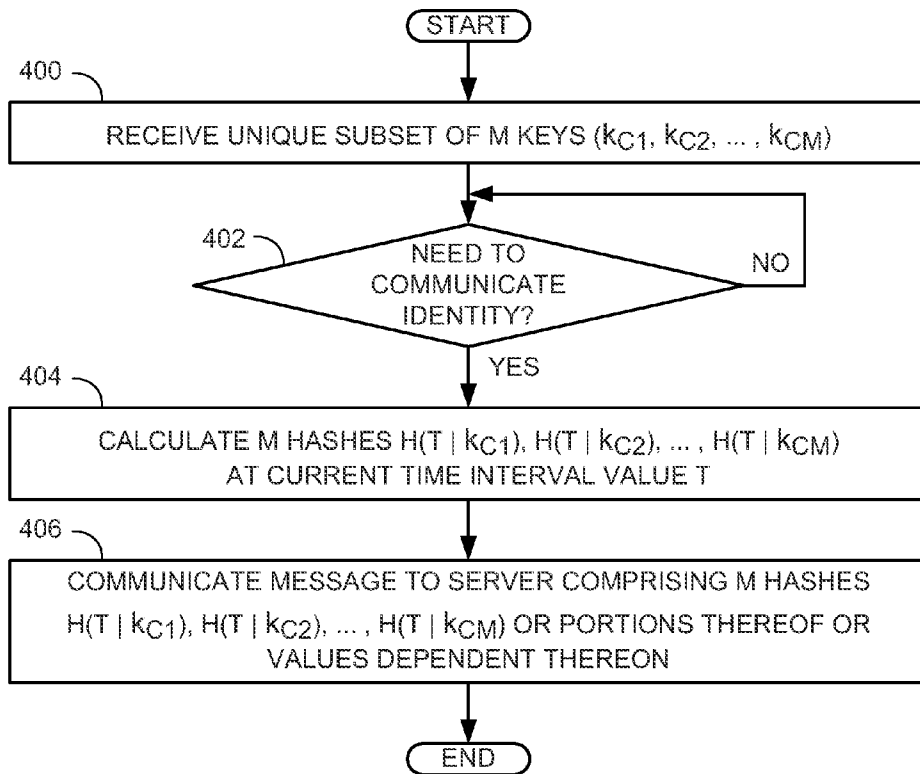 START
400
RECEIVE UNIQUE SUBSET OF M KEYS (kC1, kC2, ... , kCM)
402
NEED TO
COMMUNICATE
IDENTITY?
NO
YES
404
CALCULATE M HASHES H(T | kC1), H(T | kC2), ... , H(T | kCM)
AT CURRENT TIME INTERVAL VALUE T
406
COMMUNICATE MESSAGE TO SERVER COMPRISING M HASHES
H(T | kC1), H(T | kC2), ... , H(T | kCM) OR PORTIONS THEREOF OR
VALUES DEPENDENT THEREON
END